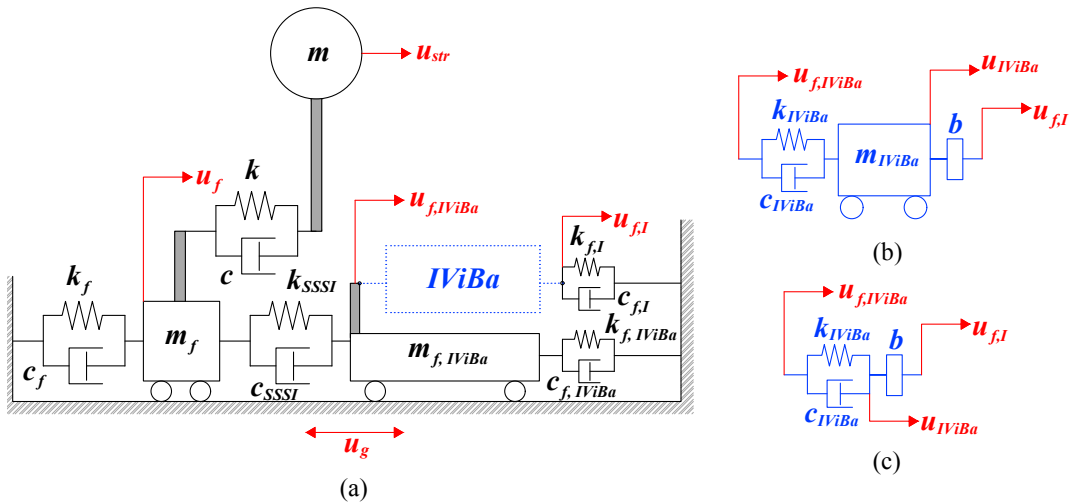 m
u_str
u_f
k
u_f,IViBa
c
u_f,I
k_f
k_SSSI
IViBa
k_f,I
c_f,I
m_f
m_f, IViBa
k_f, IViBa
c_f
c_SSSI
c_f, IViBa
u_g
(a)
u_IViBa
u_f,IViBa
k_IViBa
b
u_f,I
m_IViBa
c_IViBa
(b)
u_f,IViBa
k_IViBa
b
u_f,I
c_IViBa
u_IViBa
(c)